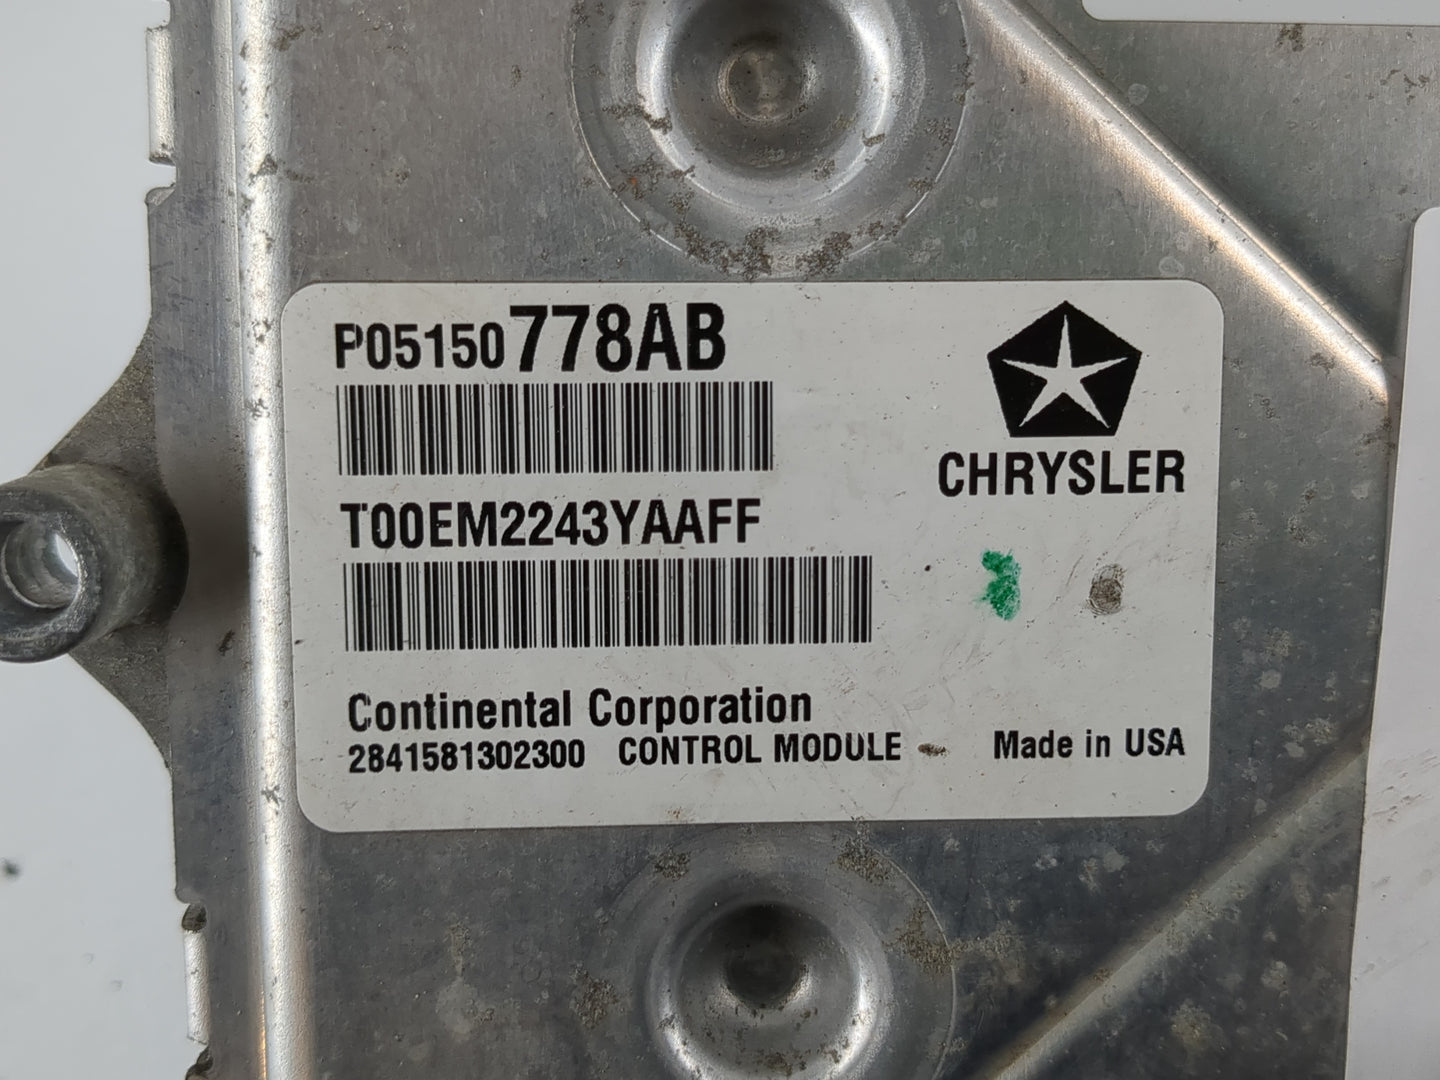 P05150778AB
CHRYSLER
T00EM2243YAAFF
Continental Corporation
2841581302300 CONTROL MODULE Made in USA